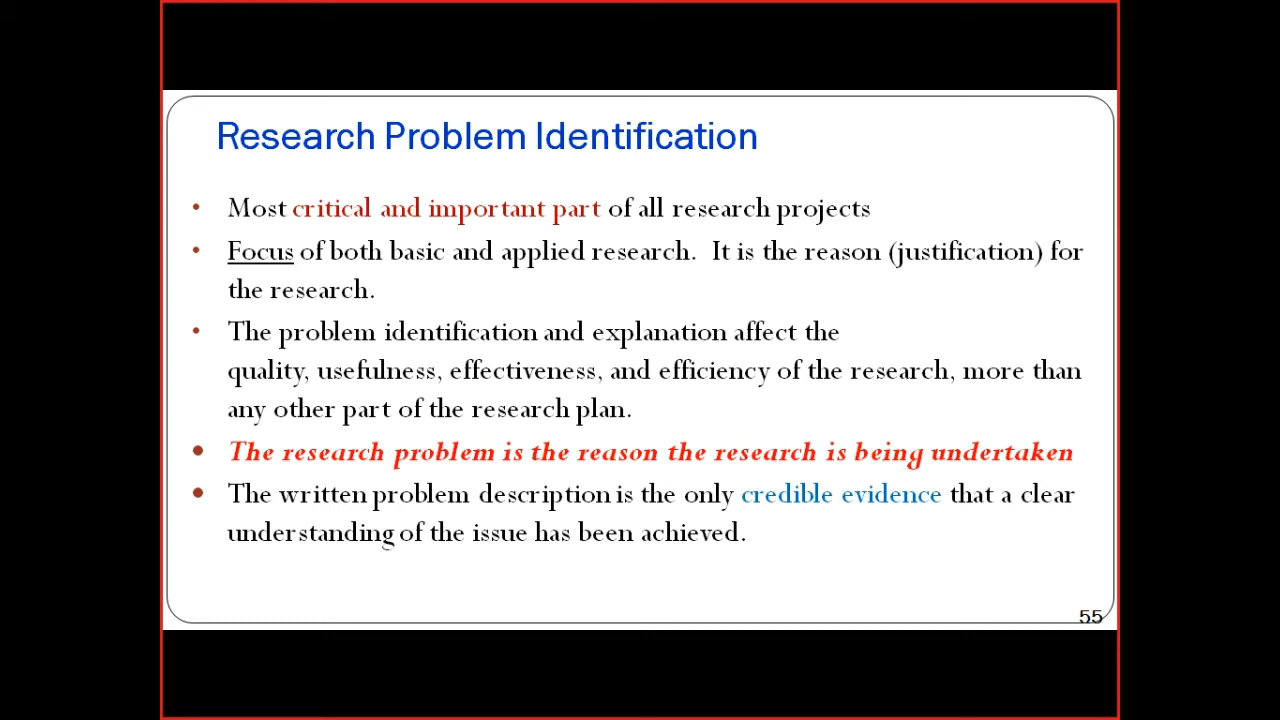 Research Problem Identification
• Most critical and important part of all research projects
• Focus of both basic and applied research. It is the reason (justification) for
the research.
• The problem identification and explanation affect the
quality, usefulness, effectiveness, and efficiency of the research, more than
any other part of the research plan.
• The research problem is the reason the research is being undertaken
• The written problem description is the only credible evidence that a clear
understanding of the issue has been achieved.
55